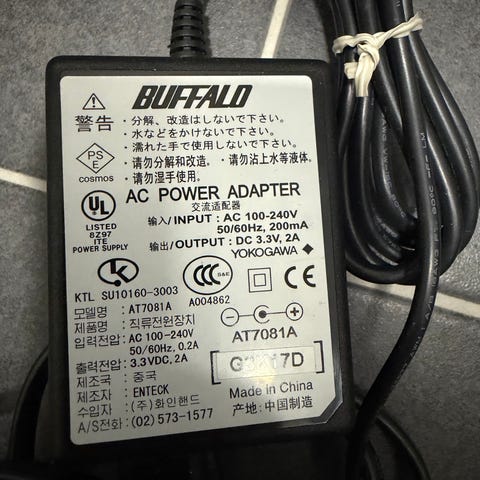 BUFFALO
警告
・分解、改造はしないで下さい。
・水などをかけないで下さい。
・濡れた手で使用しないで下さい。
・请勿分解和改造。・请勿沾上水等液体.
・请勿湿手使用.
PS
E
COSMOS
AC POWER ADAPTER
交流适配器
UL
LISTED
8Z97
ITE
POWER SUPPLY
输入/INPUT : AC 100-240V
50/60Hz, 200mA
输出/OUTPUT : DC 3.3V, 2A
YOKOGAWA
KTL SU10160-3003
CCC S&E
A004862
CE
모델명 : AT7081A
제품명 : 직류전원장치
입력전압 : AC 100-240V
50/60Hz, 0.2A
출력전압 : 3.3VDC, 2A
제조국 : 중국
제조자 : ENTECK
수입자 : (주)화인핸드
A/S전화 : (02) 573-1577
AT7081A
Made in China
产地: 中国制造